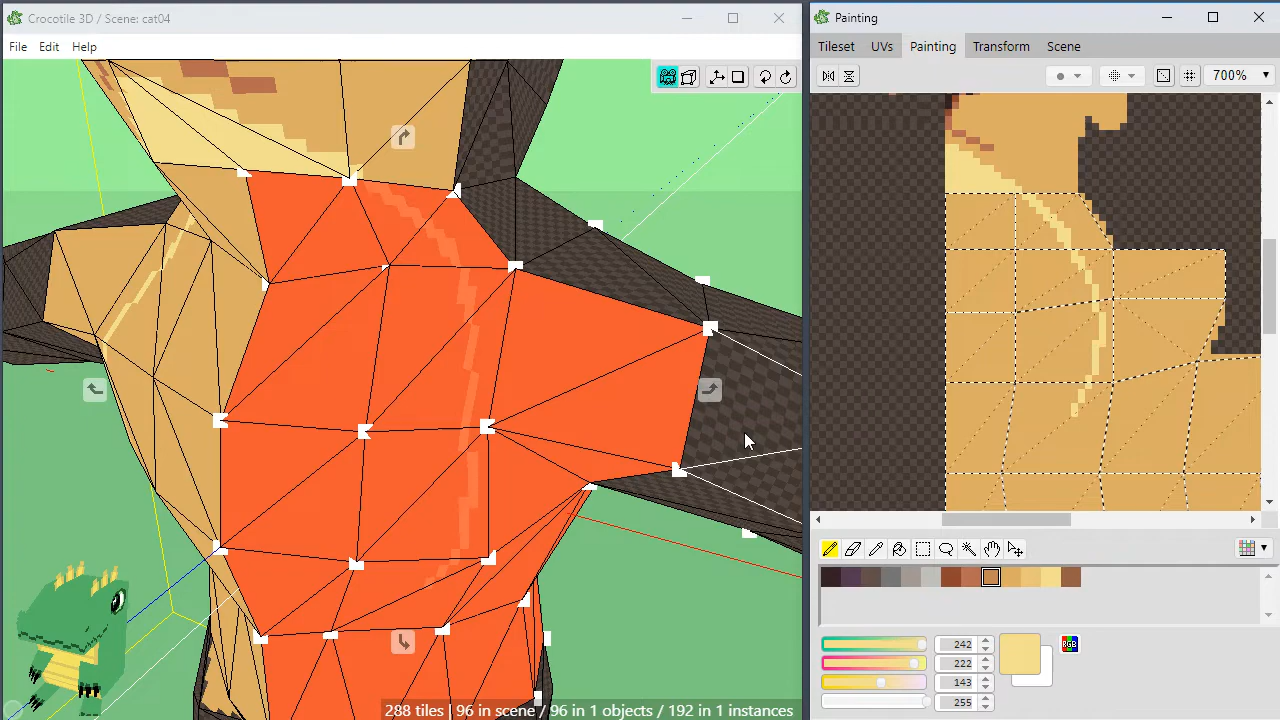 Crocotile 3D / Scene: cat04
File Edit Help
288 tiles | 96 in scene / 96 in 1 objects / 192 in 1 instances
Painting
Tileset UVs Painting Transform Scene
700%
242
222
143
255
RGB